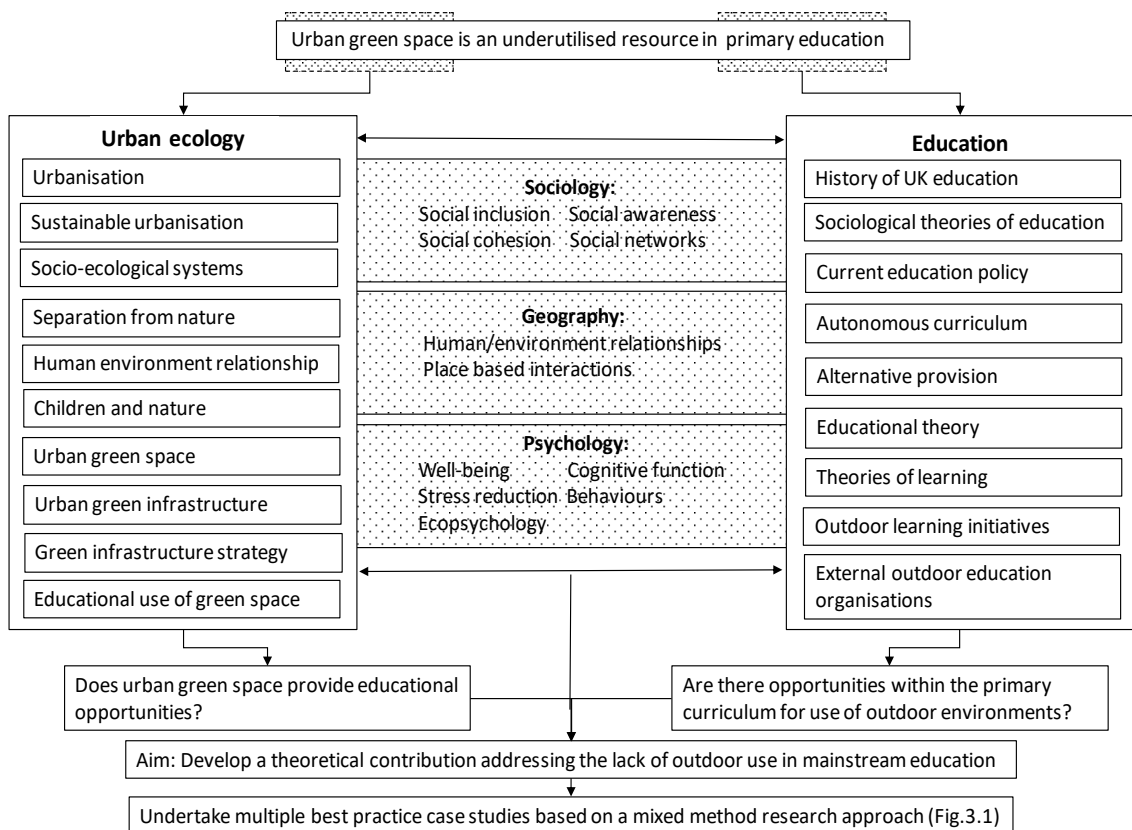 Urban green space is an underutilised resource in primary education
Urban ecology
Urbanisation
Sustainable urbanisation
Socio-ecological systems
Separation from nature
Human environment relationship
Children and nature
Urban green space
Urban green infrastructure
Green infrastructure strategy
Educational use of green space
Sociology:
Social inclusion Social awareness
Social cohesion Social networks
Geography:
Human/environment relationships
Place based interactions
Psychology:
Well-being Cognitive function
Stress reduction Behaviours
Ecopsychology
Education
History of UK education
Sociological theories of education
Current education policy
Autonomous curriculum
Alternative provision
Educational theory
Theories of learning
Outdoor learning initiatives
External outdoor education
organisations
Does urban green space provide educational
opportunities?
Are there opportunities within the primary
curriculum for use of outdoor environments?
Aim: Develop a theoretical contribution addressing the lack of outdoor use in mainstream education
Undertake multiple best practice case studies based on a mixed method research approach (Fig.3.1)